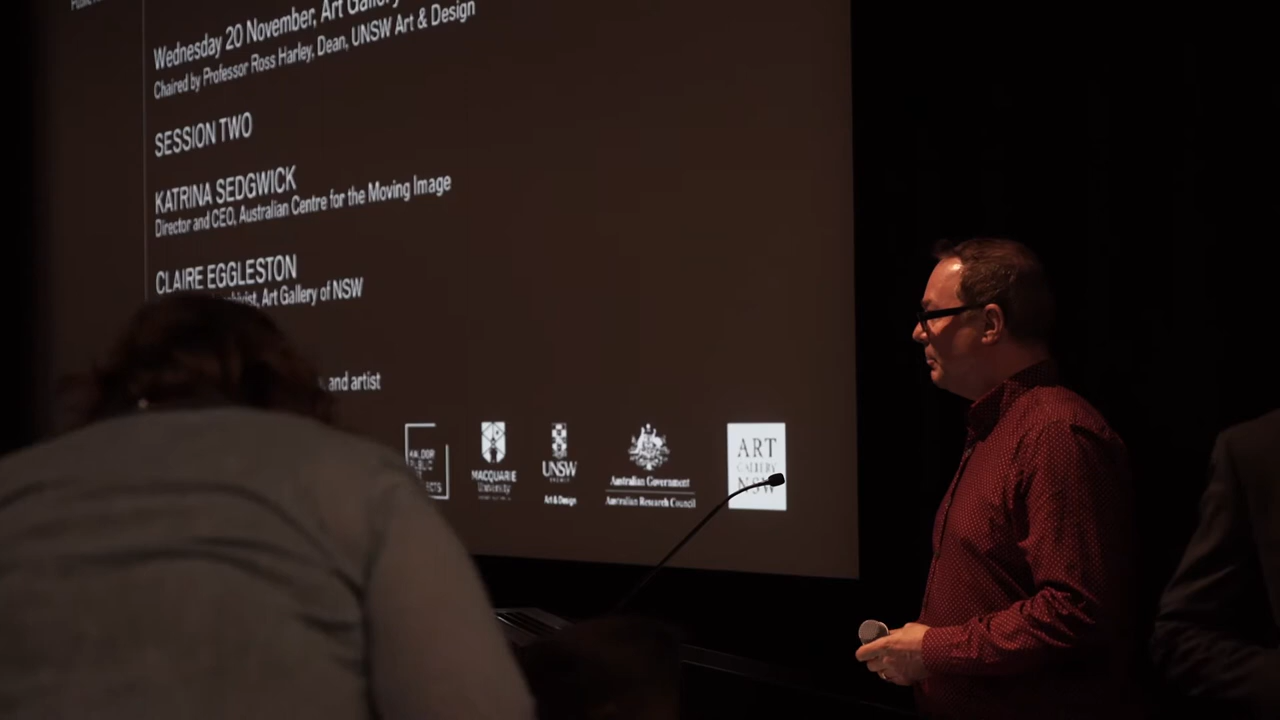 Wednesday 20 November, Art Gallery
Chaired by Professor Ross Harley, Dean, UNSW Art & Design
SESSION TWO
KATRINA SEDGWICK
Director and CEO, Australian Centre for the Moving Image
CLAIRE EGGLESTON
Art Gallery of NSW
and artist
MACQUARIE
University
UNSW
SYDNEY
Art & Design
Australian Government
Australian Research Council
ART
GALLERY
NSW